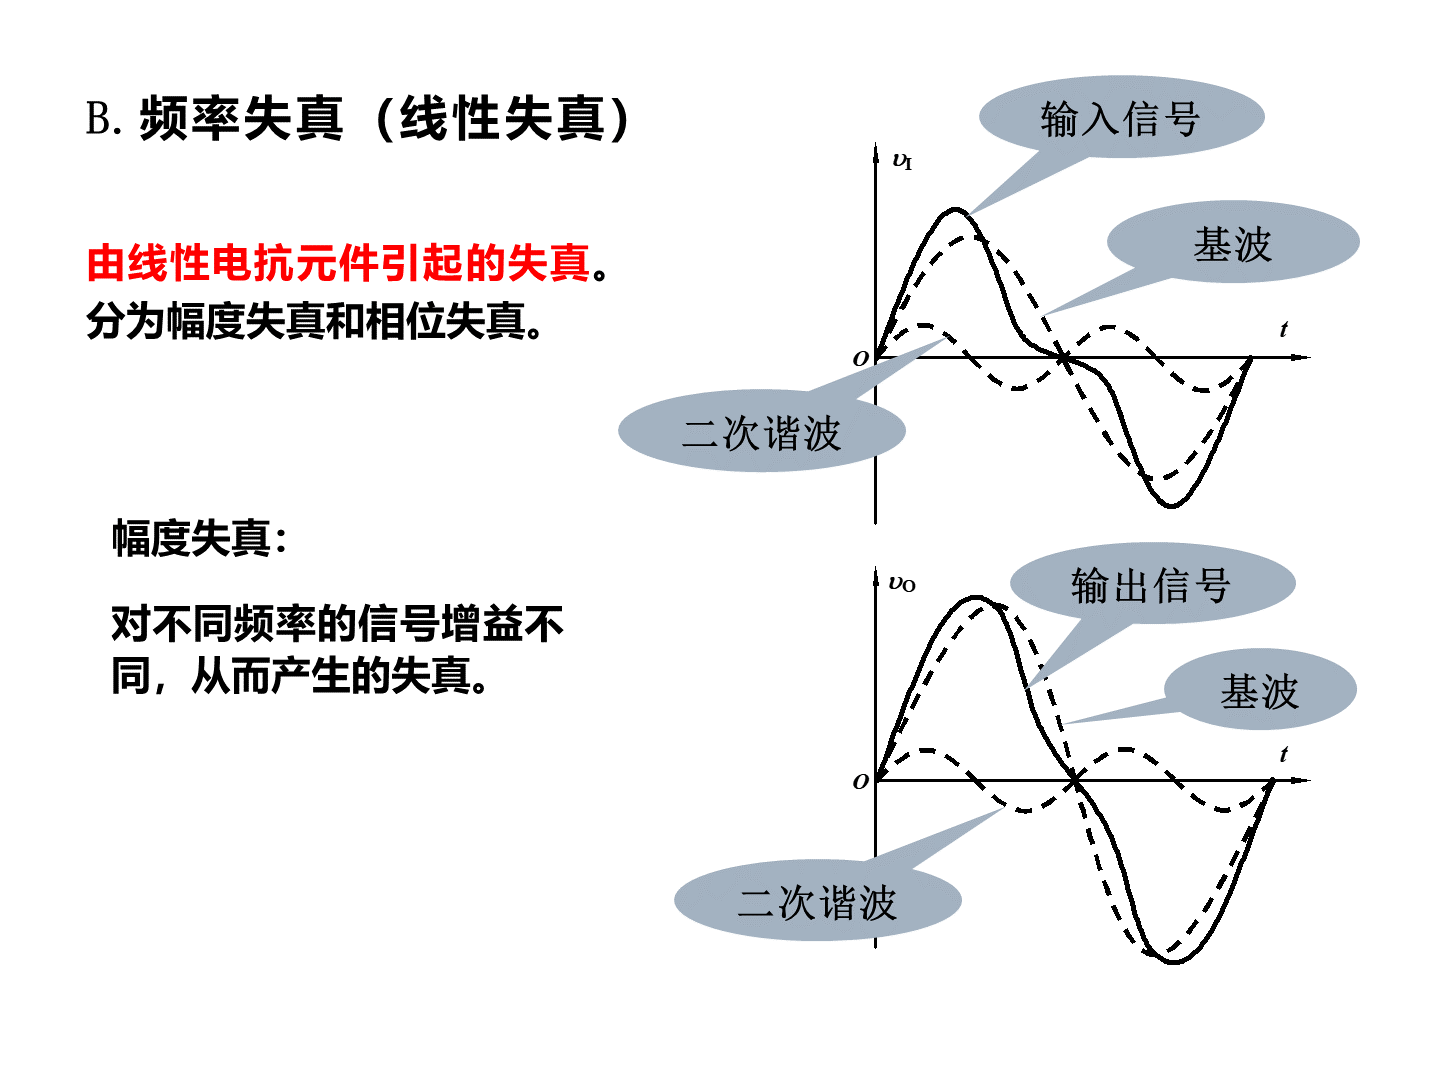 B. 频率失真（线性失真）
由线性电抗元件引起的失真。
分为幅度失真和相位失真。
幅度失真：
对不同频率的信号增益不
同，从而产生的失真。
输入信号
υI
基波
t
O
二次谐波
输出信号
υO
基波
t
O
二次谐波